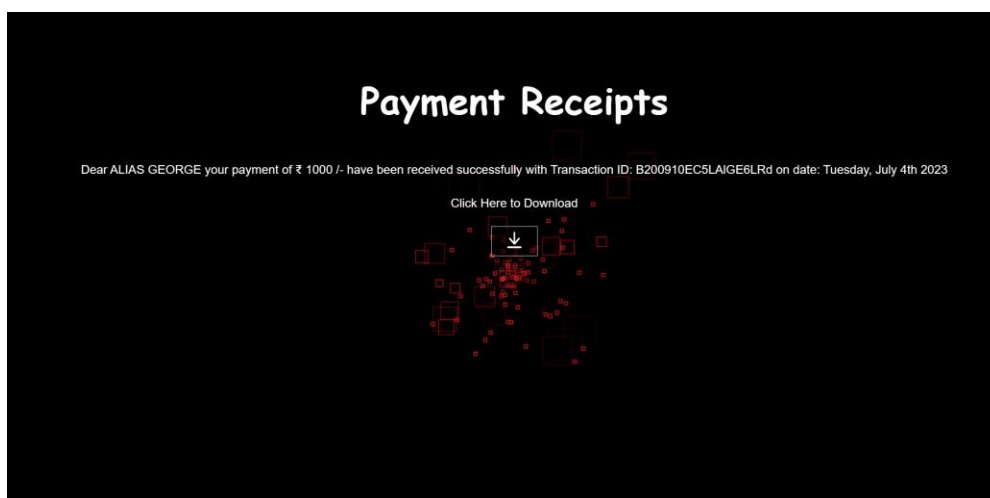 Payment Receipts
Dear ALIAS GEORGE your payment of ₹ 1000 /- have been received successfully with Transaction ID: B200910EC5LAIGE6LRd on date: Tuesday, July 4th 2023
Click Here to Download